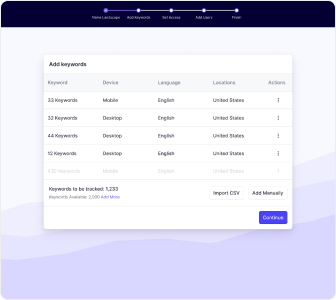 Name Landscape Add Keywords Set Access Add Users Finish
Add keywords
Keyword Device Language Locations Actions
33 Keywords Mobile English United States
32 Keywords Desktop English United States
44 Keywords Desktop English United States
12 Keywords Desktop English United States
432 Keywords Mobile English United States
Keywords to be tracked: 1,233
Keywords Available: 2,000 Add More
Import CSV Add Manually
Continue